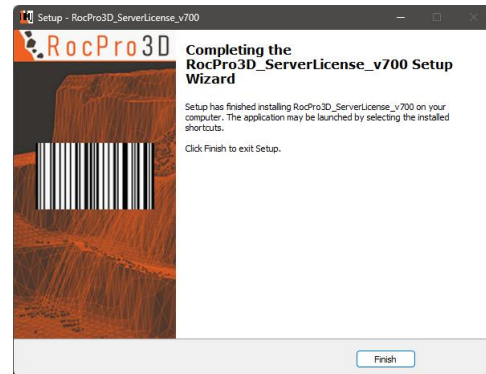 Setup - RocPro3D_ServerLicense_v700
RocPro3D
Completing the
RocPro3D_ServerLicense_v700 Setup
Wizard
Setup has finished installing RocPro3D_ServerLicense_v700 on your
computer. The application may be launched by selecting the installed
shortcuts.
Click Finish to exit Setup.
Finish